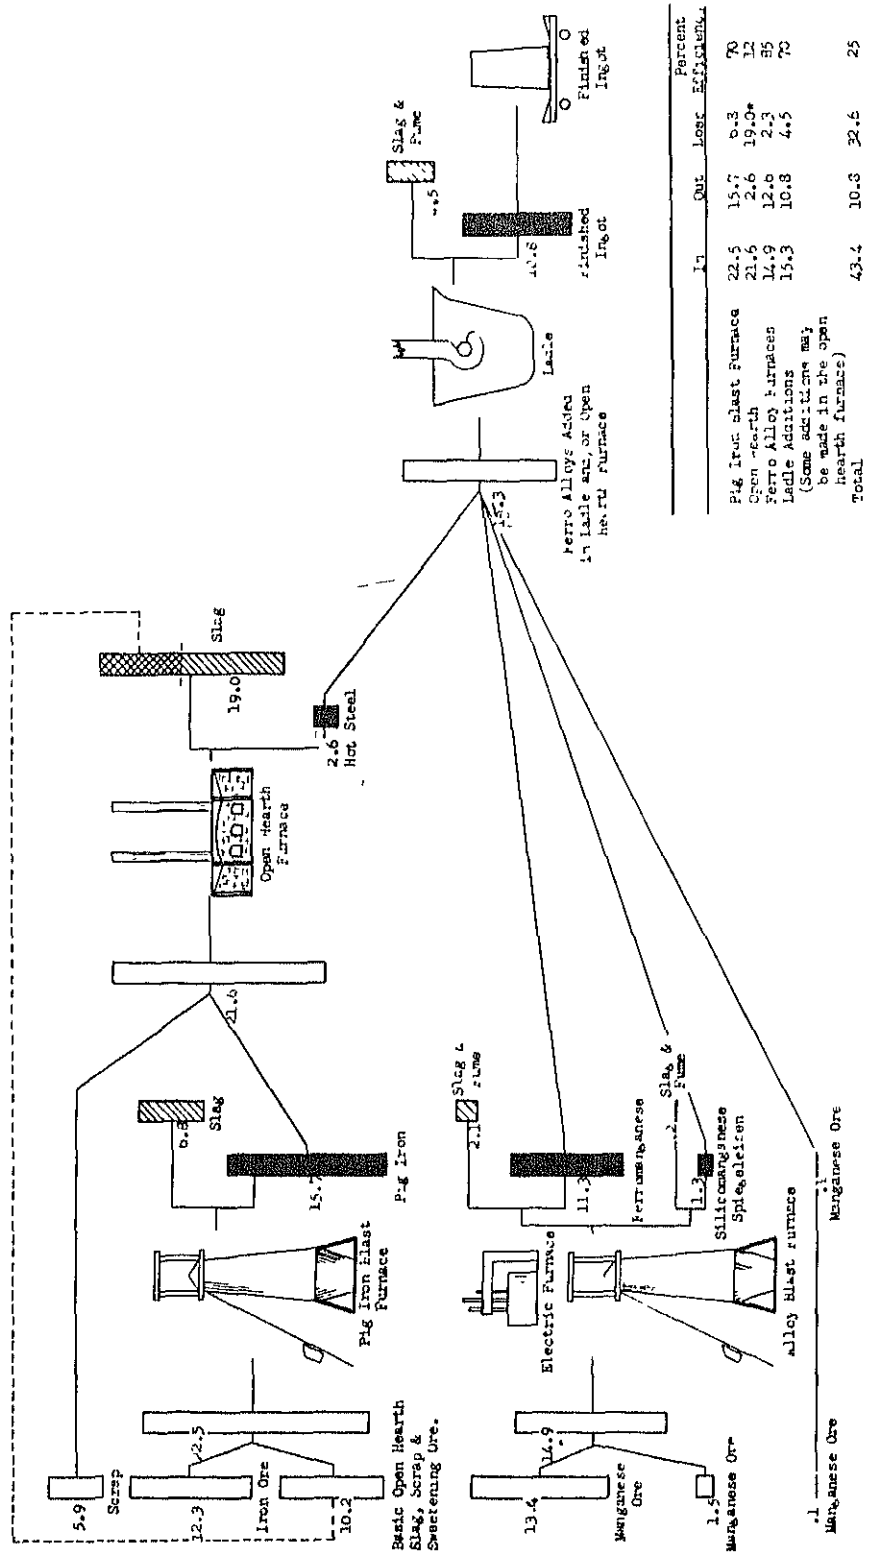 5.9
Scrap
12.3
Iron Ore
10.2
Basic Open Hearth
Slag, Scrap &
Sweetening Ore.
22.5
Pig Iron Blast
Furnace
6.8
Slag
15.7
Pig Iron
21.6
Open Hearth
Furnace
19.0
Slag
2.6
Hot Steel
13.4
Manganese
Ore
1.5
Manganese Ore
14.9
Electric Furnace
Alloy Blast Furnace
2.1
Slag &
Fume
11.3
Ferromanganese
.2
Slag &
Fume
1.3
Silicomanganese
Spiegeleisen
.1
Manganese Ore
.1
Manganese Ore
15.3
Ferro Alloys Added
in Ladle and/or Open
hearth Furnace
Ladle
4.5
Slag &
Fume
10.8
Finished
Ingot
Finished
Ingot
In Out Lost Percent Efficiency
Pig Iron Blast Furnace 22.5 15.7 6.8 70
Open Hearth 21.6 2.6 19.0* 12
Ferro Alloy Furnaces 14.9 12.6 2.3 85
Ladle Additions 15.3 10.8 4.5 70
(Some additions may
be made in the open
hearth furnace)
Total 43.4 10.8 32.6 25